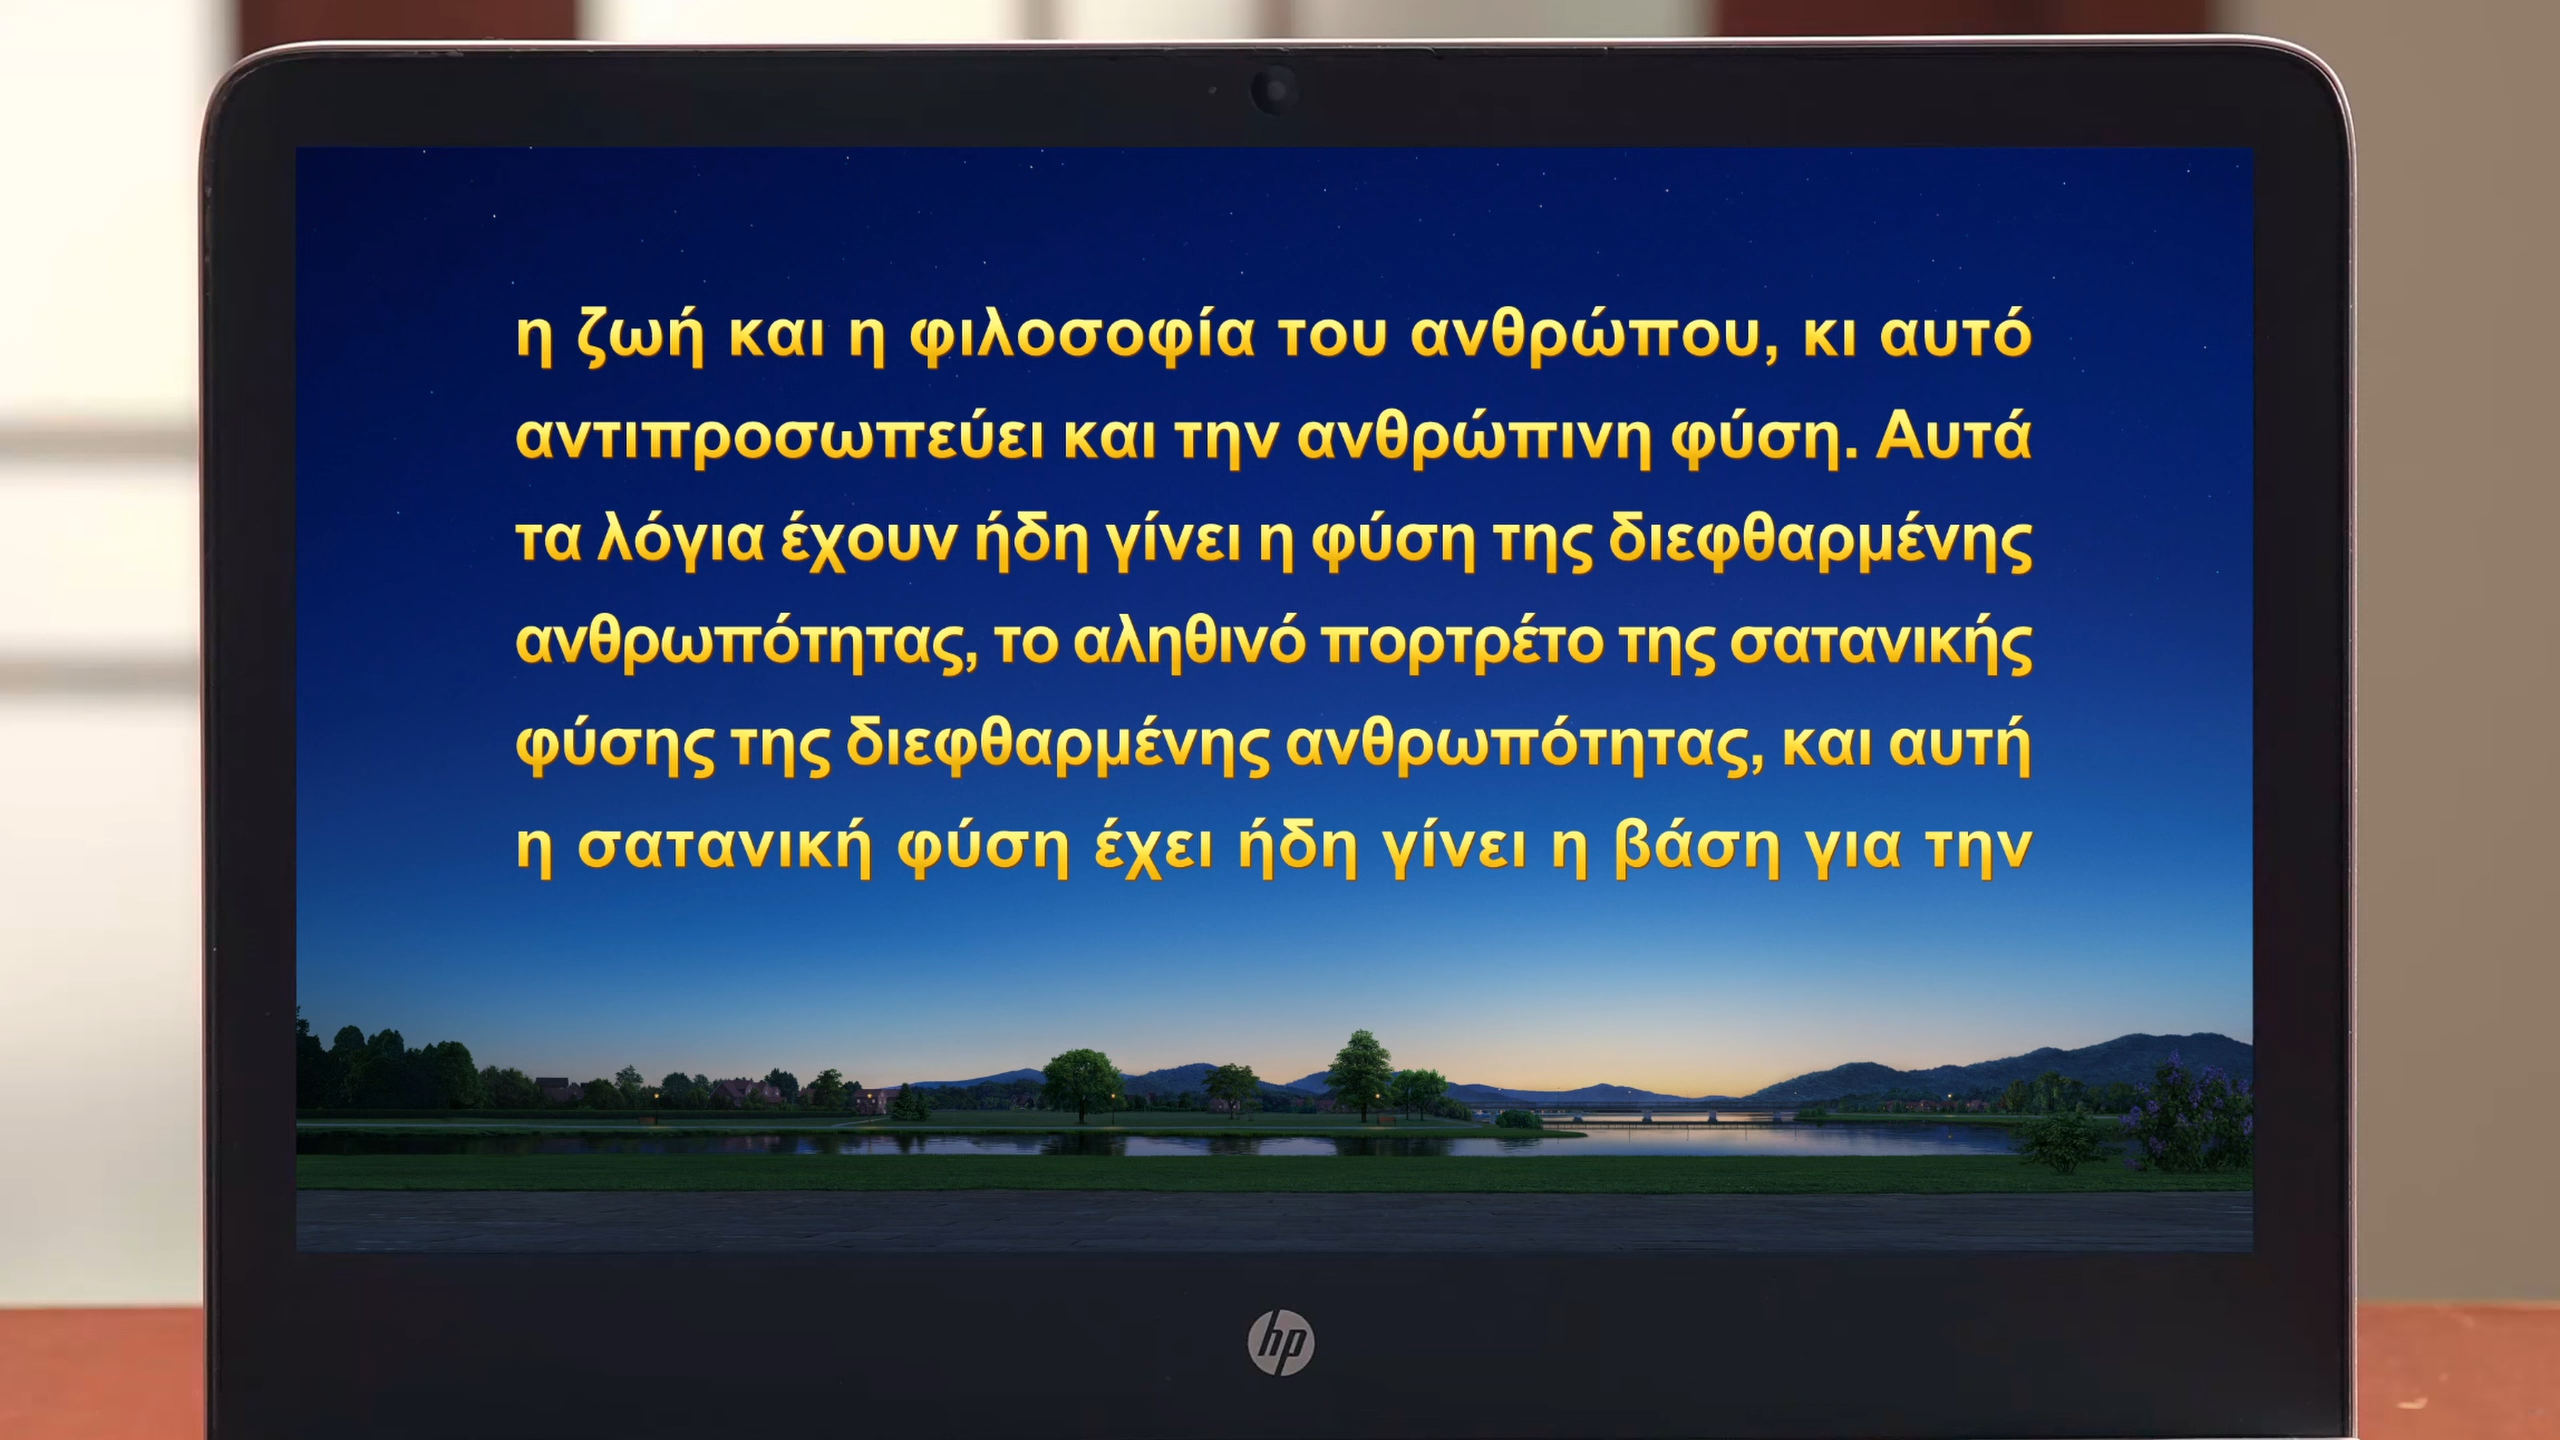 η ζωή και η φιλοσοφία του ανθρώπου, κι αυτό
αντιπροσωπεύει και την ανθρώπινη φύση. Αυτά
τα λόγια έχουν ήδη γίνει η φύση της διεφθαρμένης
ανθρωπότητας, το αληθινό πορτρέτο της σατανικής
φύσης της διεφθαρμένης ανθρωπότητας, και αυτή
η σατανική φύση έχει ήδη γίνει η βάση για την
hp